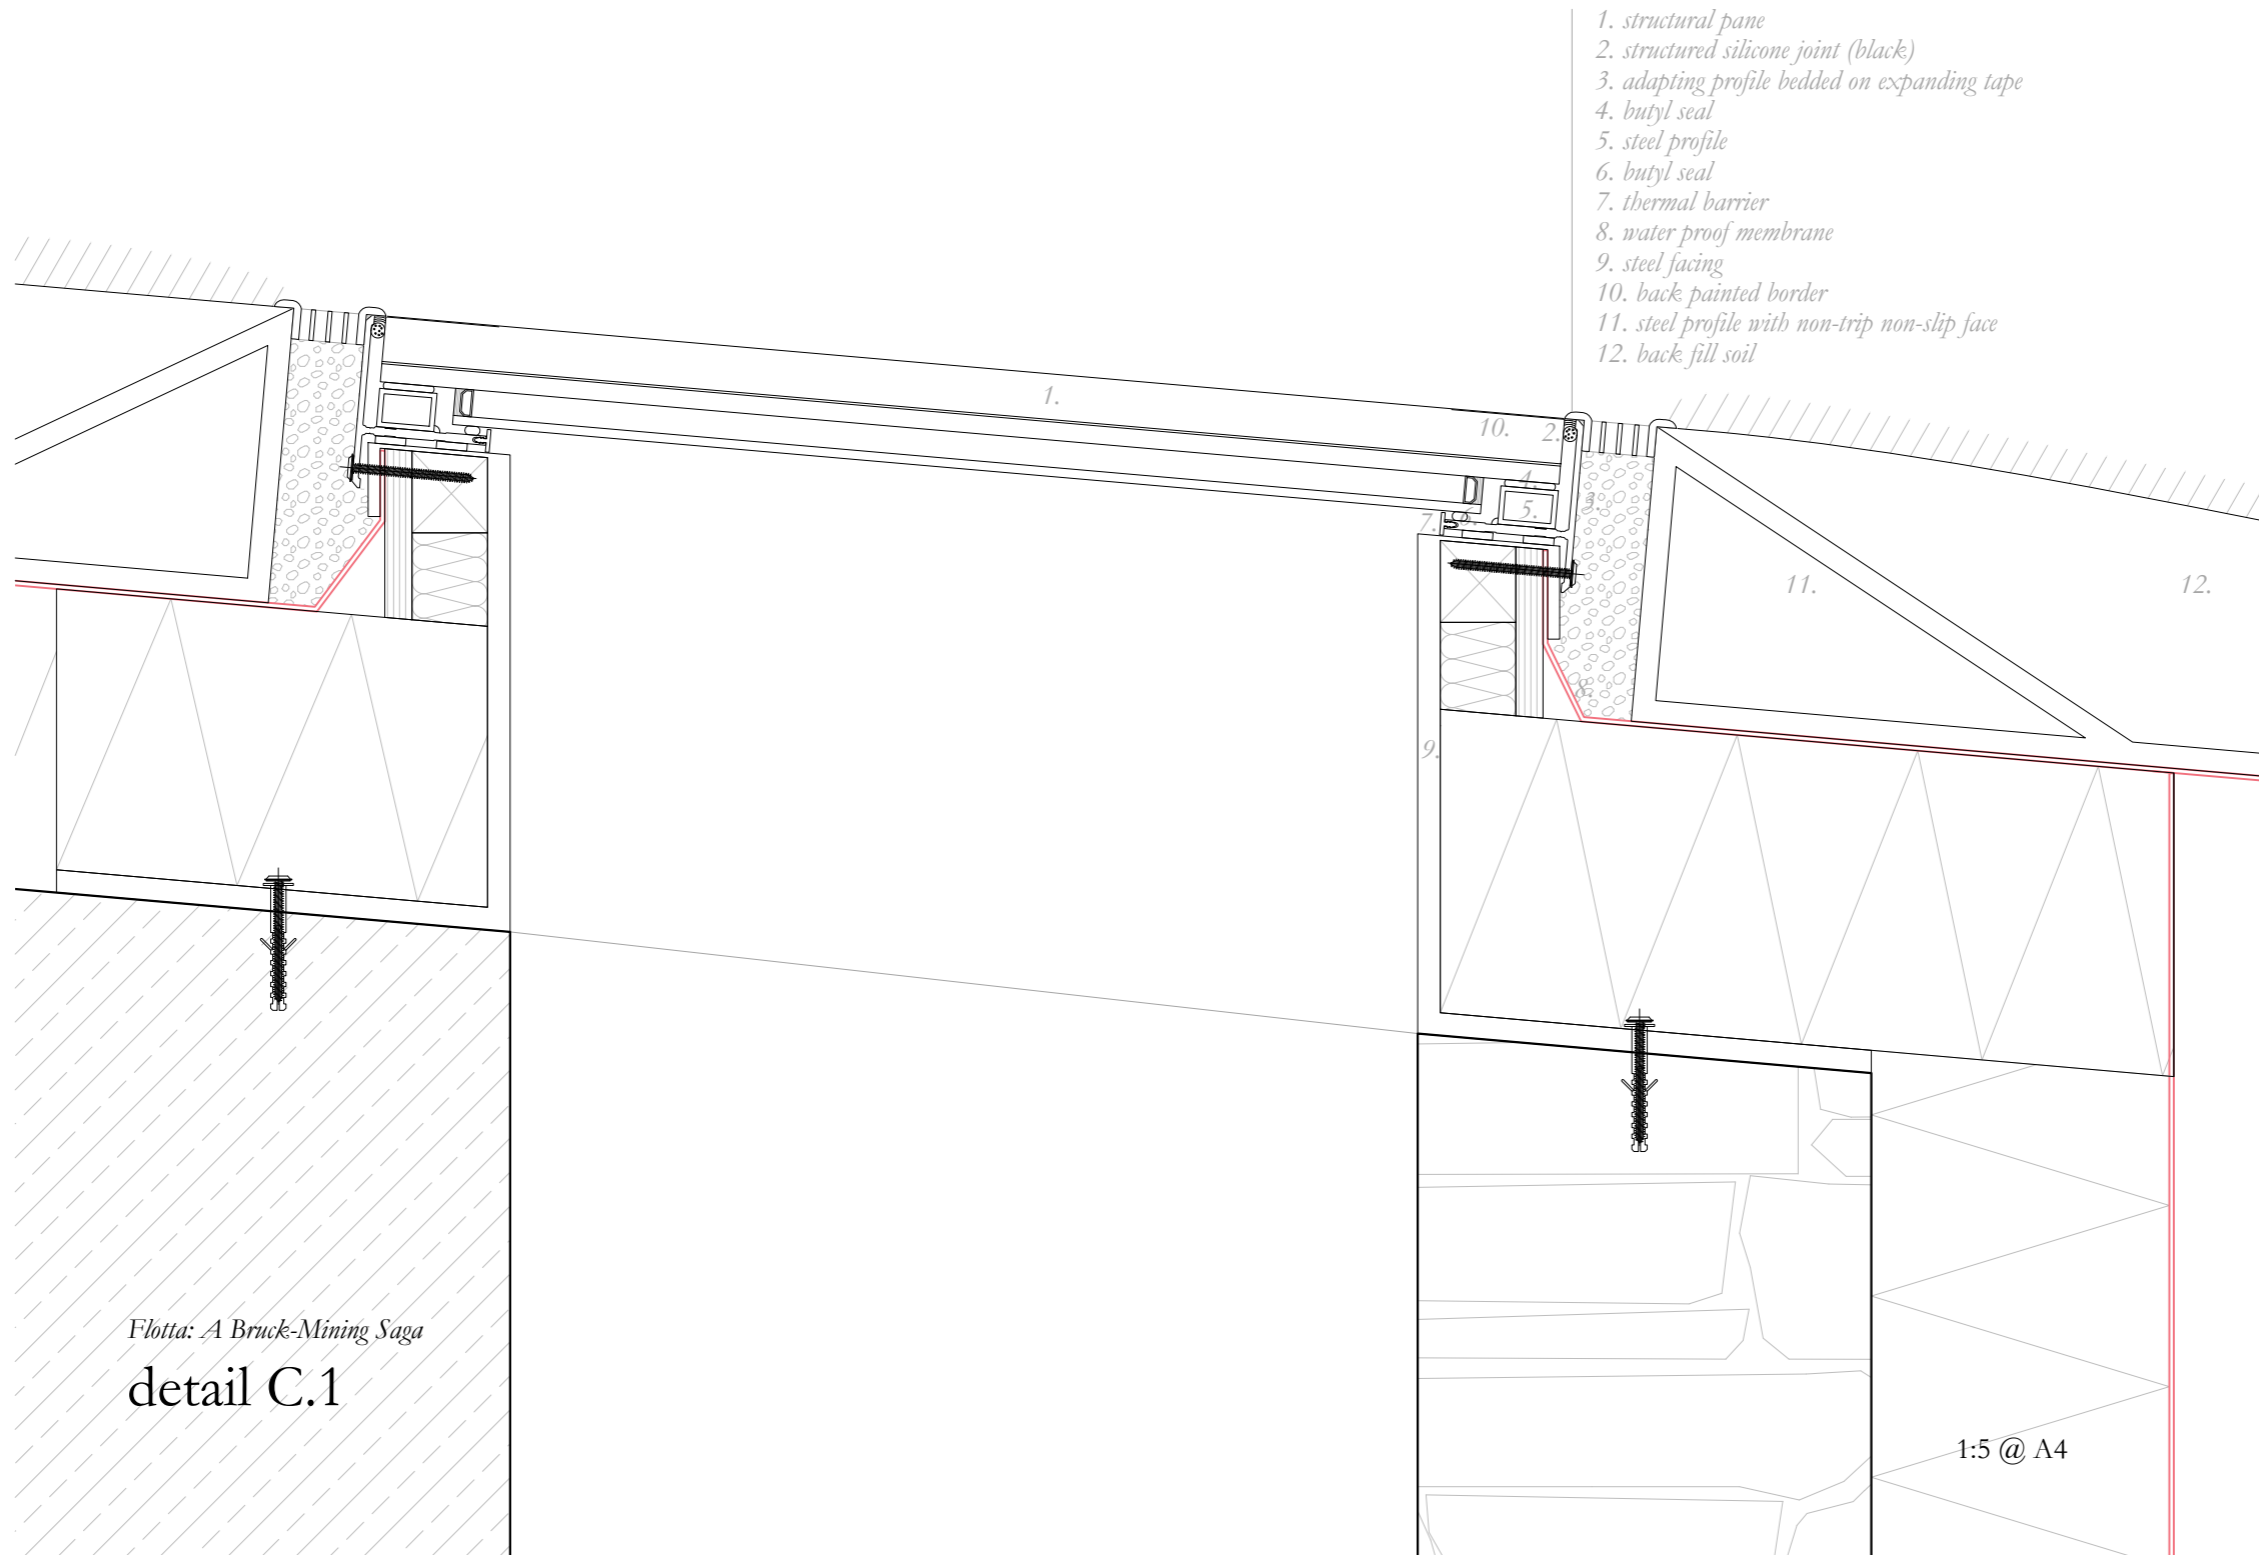 1. structural pane
2. structured silicone joint (black)
3. adapting profile bedded on expanding tape
4. butyl seal
5. steel profile
6. butyl seal
7. thermal barrier
8. water proof membrane
9. steel facing
10. back painted border
11. steel profile with non-trip non-slip face
12. back fill soil
1.
10.
2.
4.
3.
5.
7.
6.
11.
12.
8.
9.
Flotta: A Bruck-Mining Saga
detail C.1
1:5 @ A4